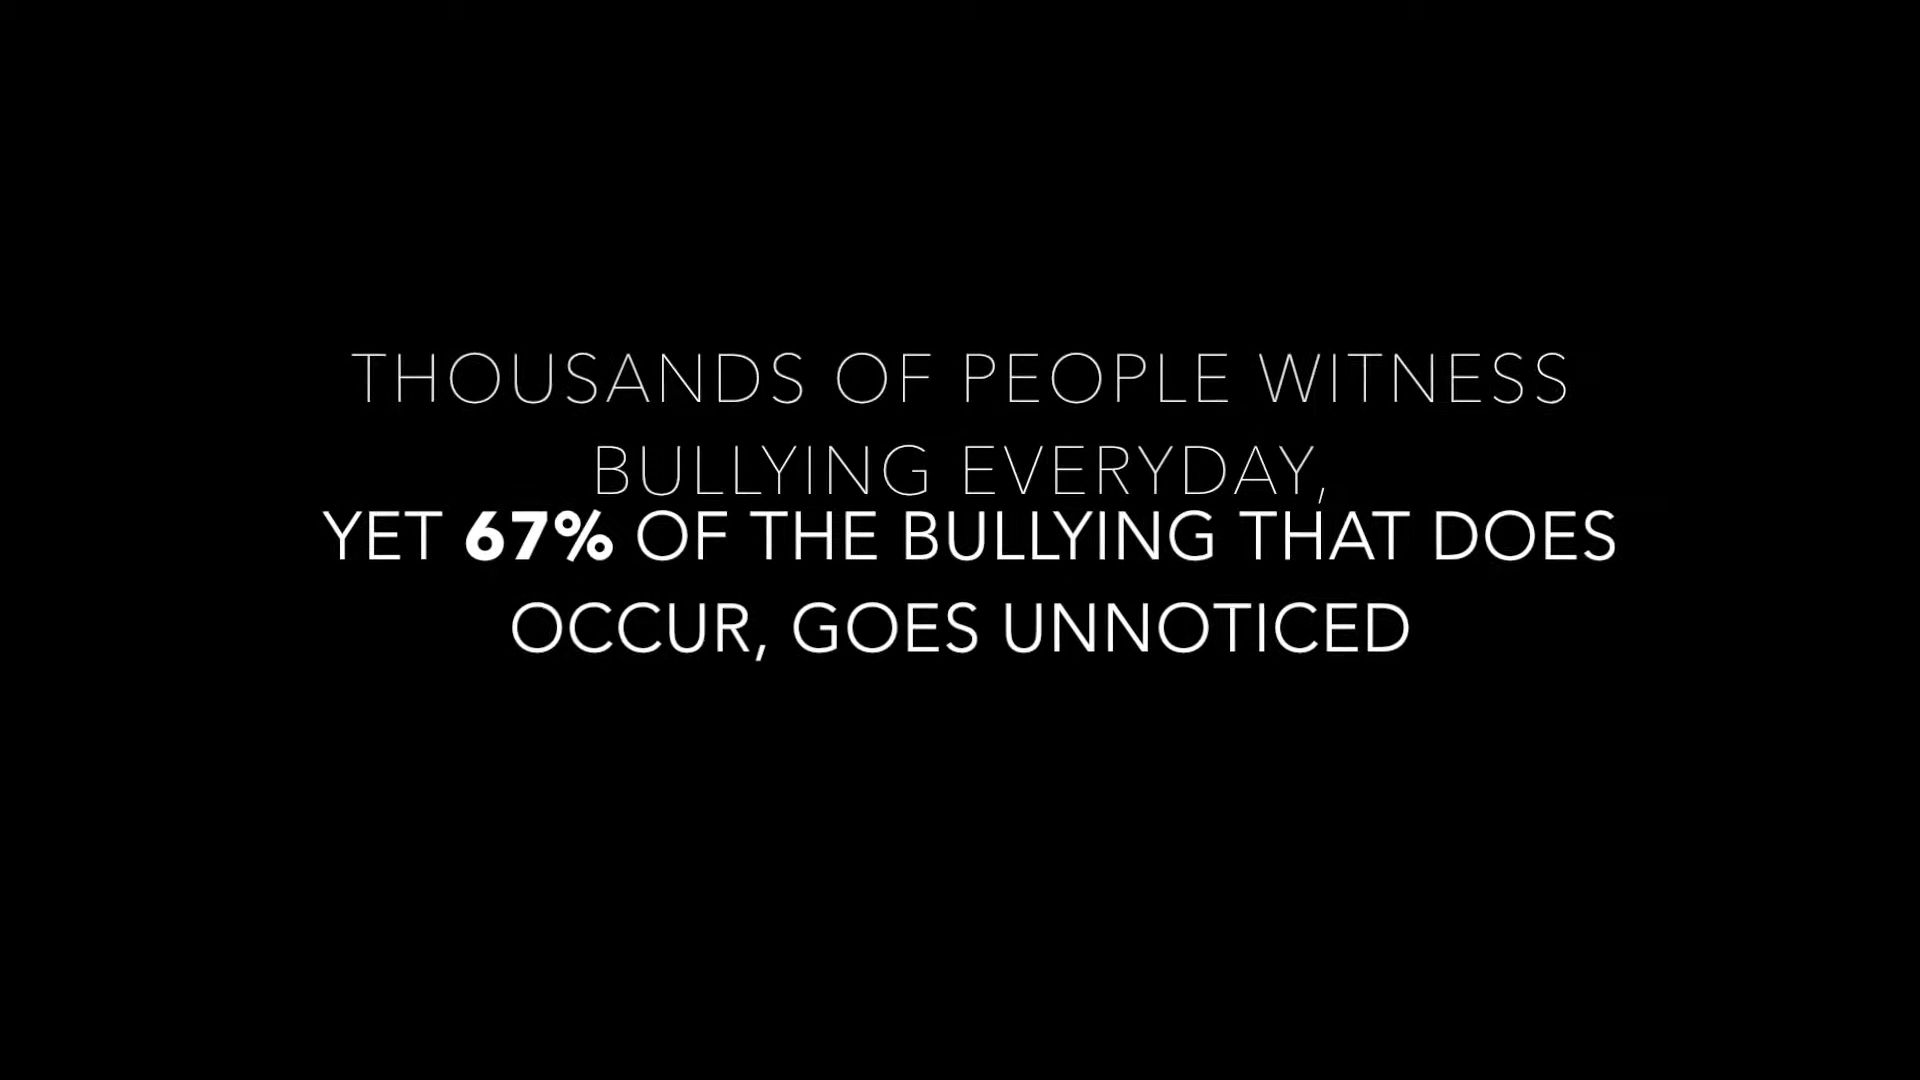 THOUSANDS OF PEOPLE WITNESS
BULLYING EVERYDAY,
YET 67% OF THE BULLYING THAT DOES
OCCUR, GOES UNNOTICED